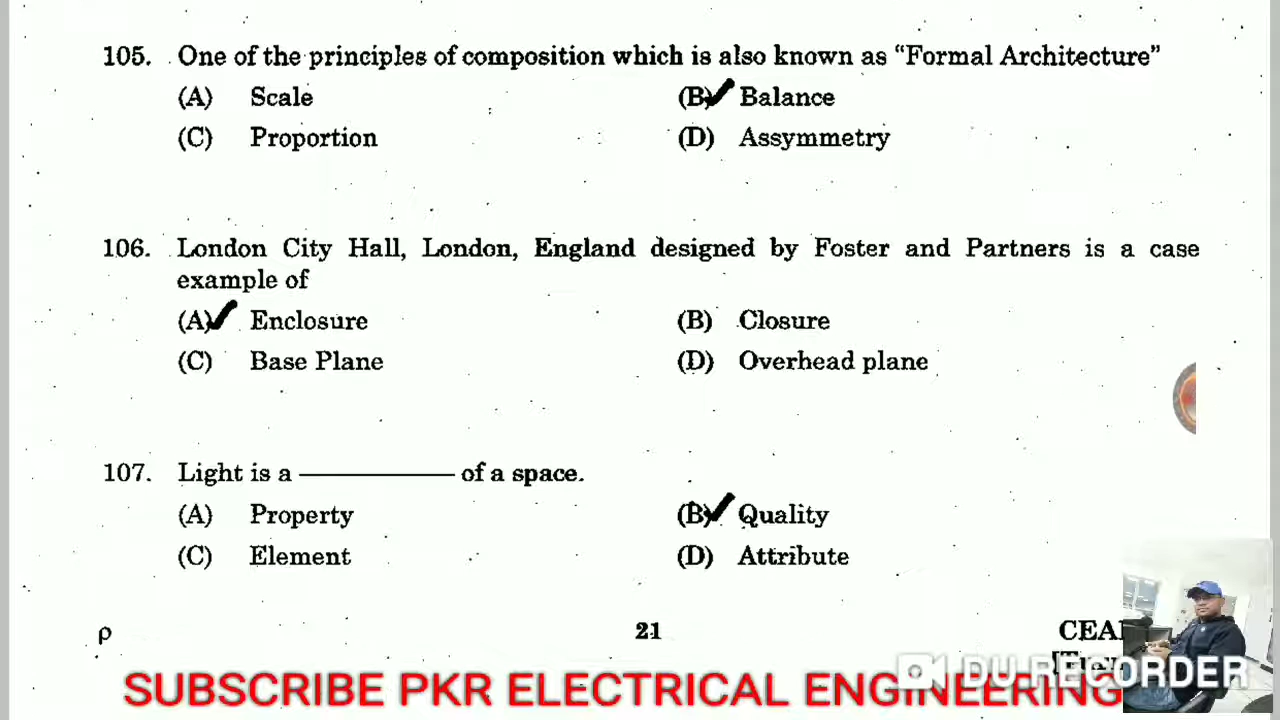 105. One of the principles of composition which is also known as “Formal Architecture”
(A) Scale (B) Balance
(C) Proportion (D) Assymmetry
106. London City Hall, London, England designed by Foster and Partners is a case
example of
(A) Enclosure (B) Closure
(C) Base Plane (D) Overhead plane
107. Light is a ———— of a space.
(A) Property (B) Quality
(C) Element (D) Attribute
ρ 21
SUBSCRIBE PKR ELECTRICAL ENGINEERING
DU RECORDER